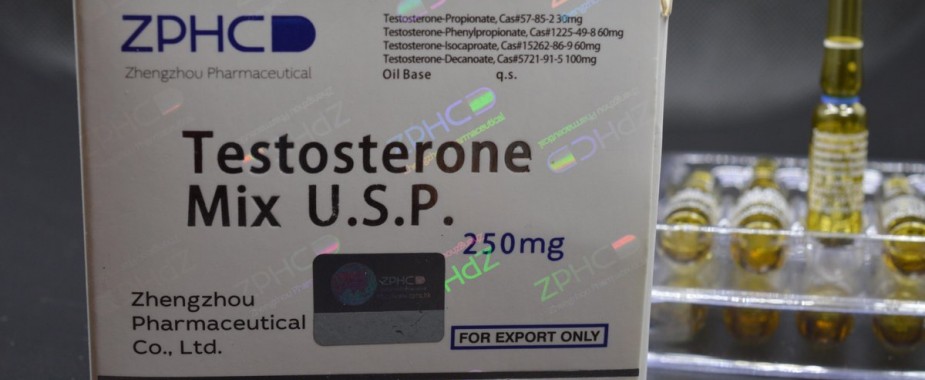 ZPHC
Zhengzhou Pharmaceutical
Testosterone-Propionate, Cas#57-85-2 30mg
Testosterone-Phenylpropionate, Cas#1225-49-8 60mg
Testosterone-Isocaproate, Cas#15262-86-9 60mg
Testosterone-Decanoate, Cas#5721-91-5 100mg
Oil Base q.s.
Testosterone
Mix U.S.P.
250mg
Zhengzhou
Pharmaceutical
Co., Ltd.
ZPHC
FOR EXPORT ONLY